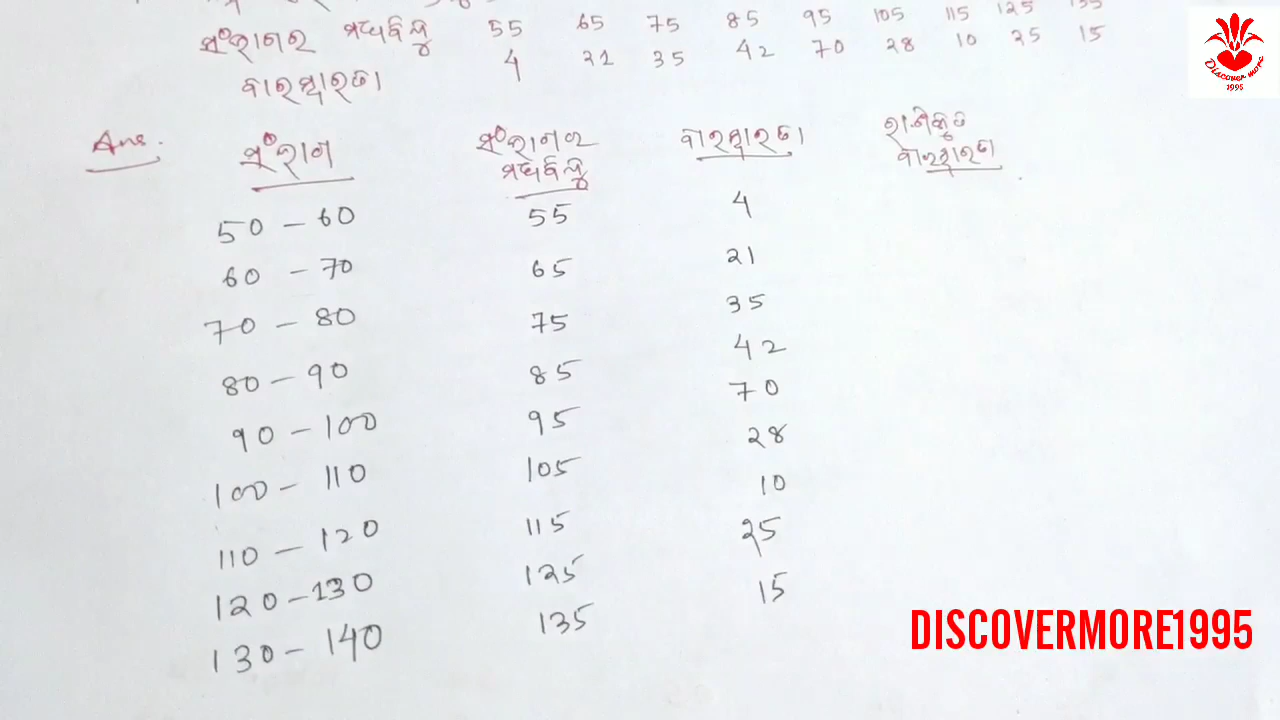 ସଂଭାଗର ମଧ୍ୟବିନ୍ଦୁ 55 65 75 85 95 105 115 125 135
ବାରମ୍ବାରତା 4 21 35 42 70 28 10 25 15
Ans. ସଂଭାଗ ସଂଭାଗର ମଧ୍ୟବିନ୍ଦୁ ବାରମ୍ବାରତା ରାଶିକୃତ ବାରମ୍ବାରତା
50 – 60 55 4
60 – 70 65 21
70 – 80 75 35
80 – 90 85 42
90 – 100 95 70
100 – 110 105 28
110 – 120 115 10
120 – 130 125 25
130 – 140 135 15
Discover more
1995
DISCOVERMORE1995